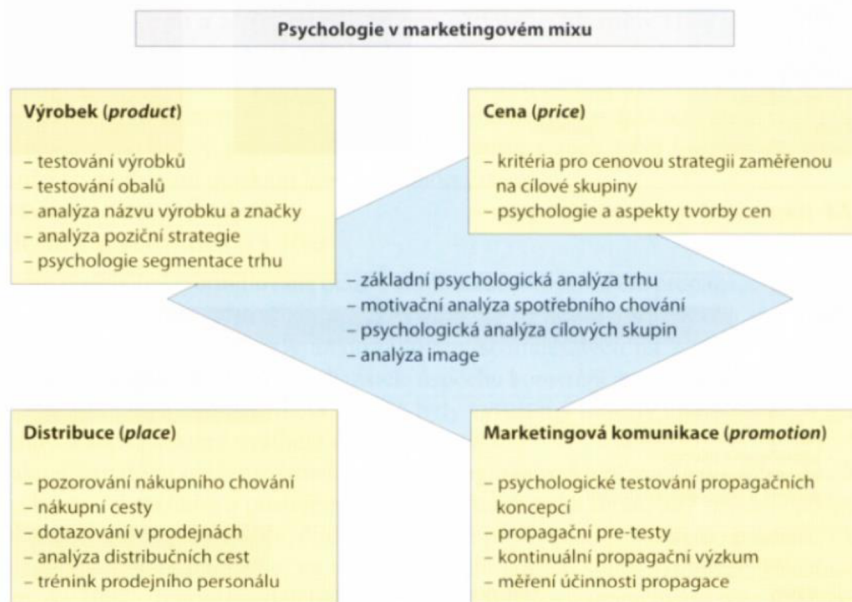 Psychologie v marketingovém mixu
Výrobek (product)
– testování výrobků
– testování obalů
– analýza názvu výrobku a značky
– analýza poziční strategie
– psychologie segmentace trhu
Cena (price)
– kritéria pro cenovou strategii zaměřenou
na cílové skupiny
– psychologie a aspekty tvorby cen
– základní psychologická analýza trhu
– motivační analýza spotřebního chování
– psychologická analýza cílových skupin
– analýza image
Distribuce (place)
– pozorování nákupního chování
– nákupní cesty
– dotazování v prodejnách
– analýza distribučních cest
– trénink prodejního personálu
Marketingová komunikace (promotion)
– psychologické testování propagačních
koncepcí
– propagační pre-testy
– kontinuální propagační výzkum
– měření účinnosti propagace